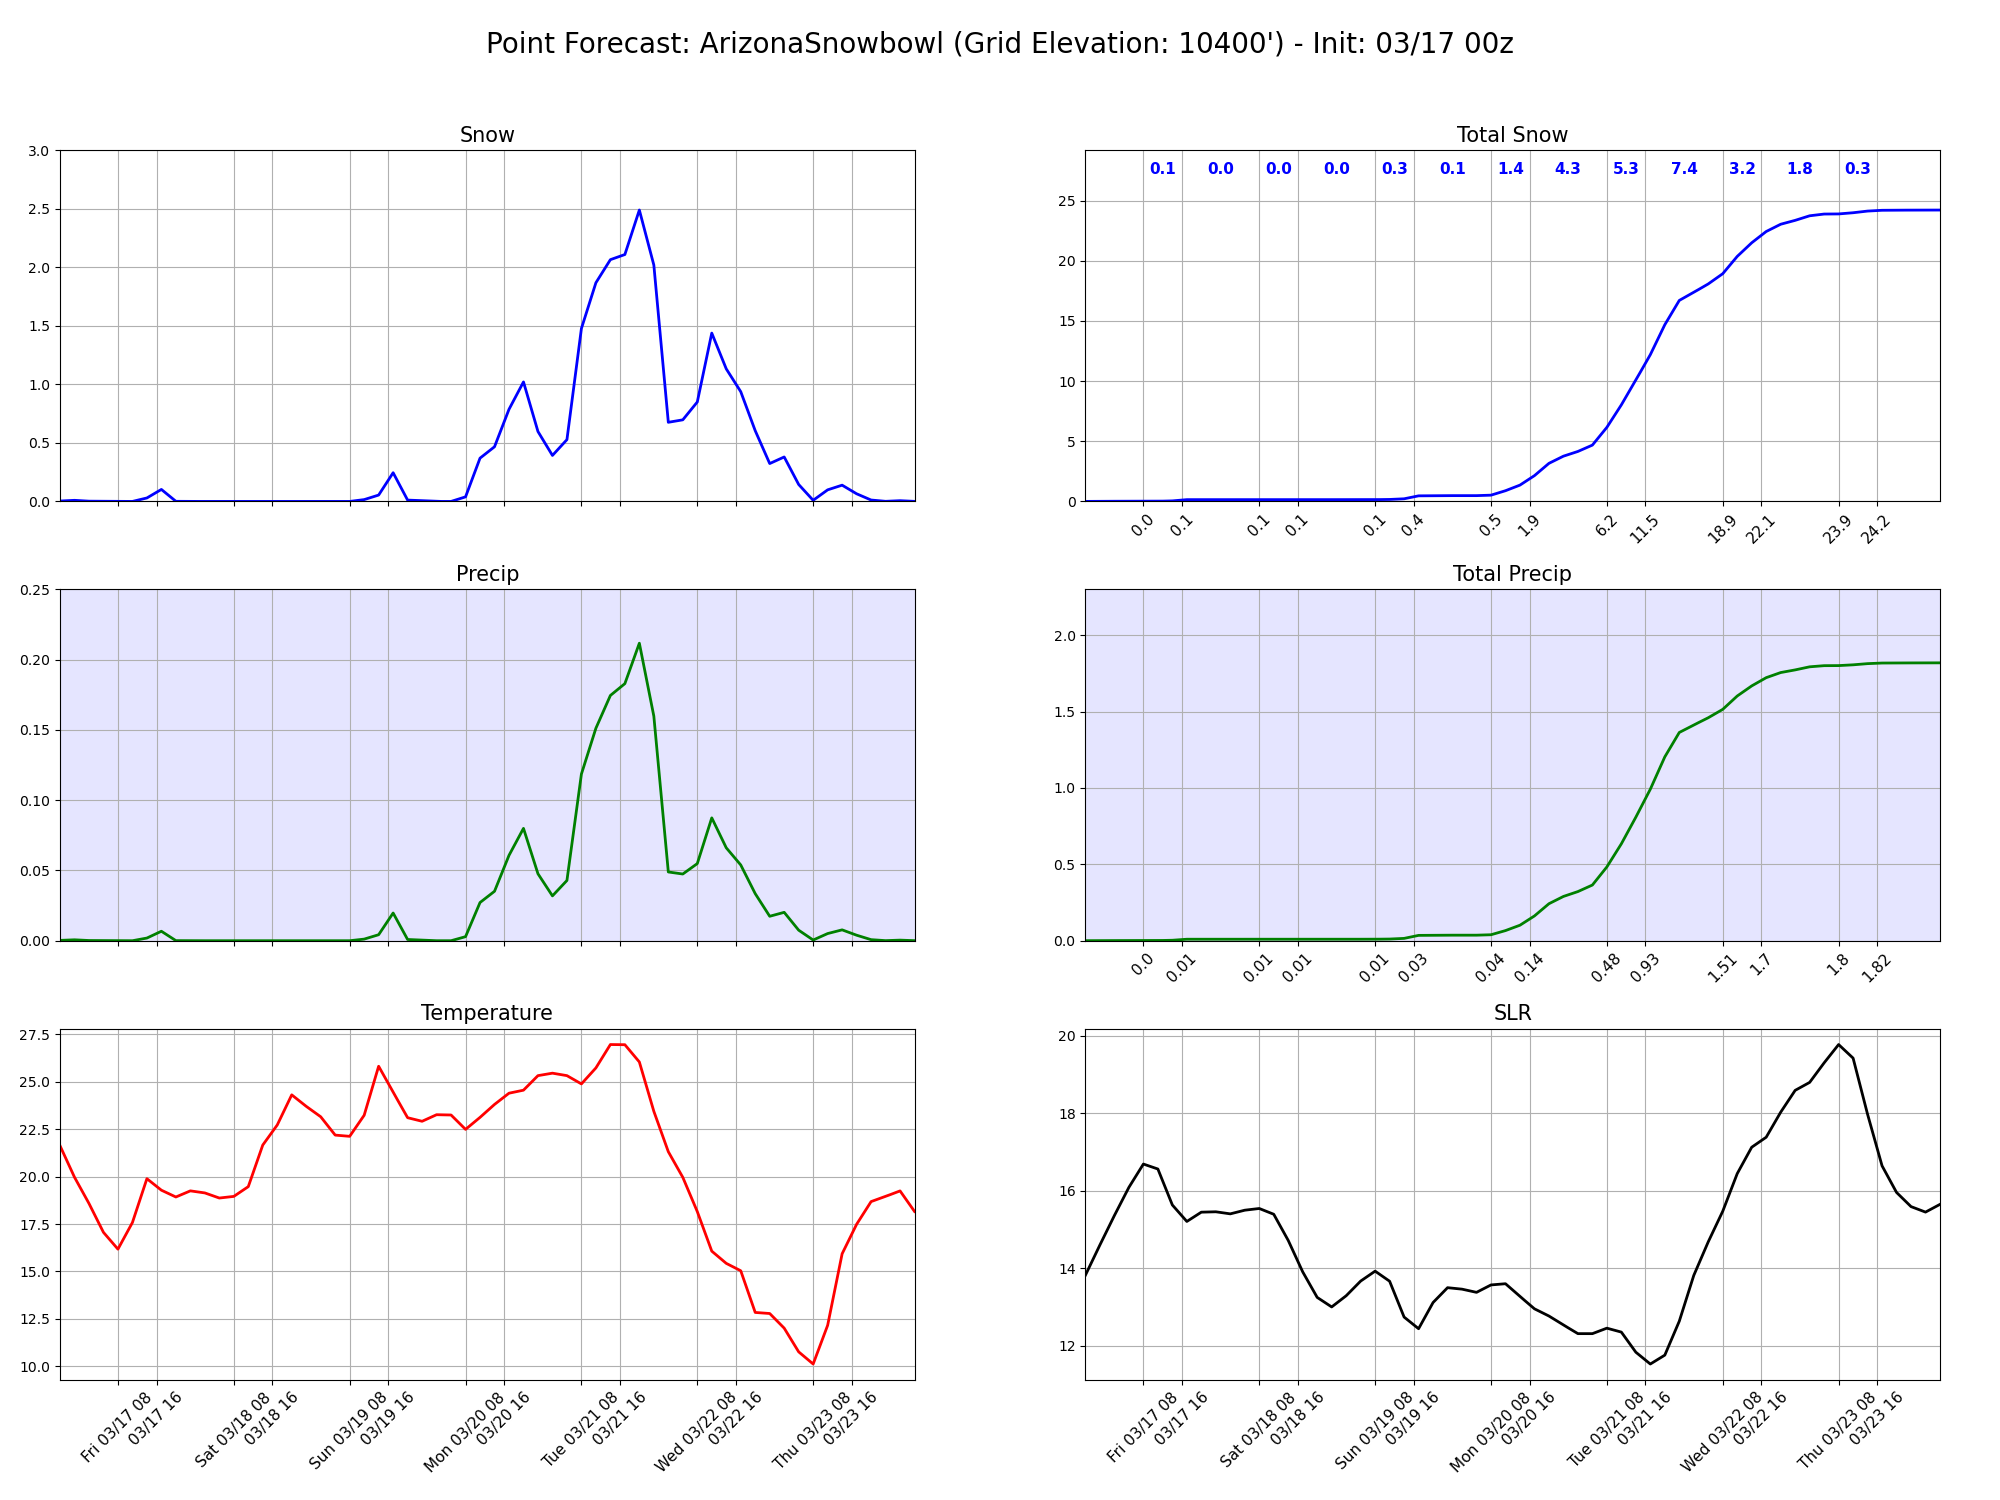 Point Forecast: ArizonaSnowbowl (Grid Elevation: 10400') - Init: 03/17 00z
Snow
3.0
2.5
2.0
1.5
1.0
0.5
0.0
Total Snow
0.1 0.0 0.0 0.0 0.3 0.1 1.4 4.3 5.3 7.4 3.2 1.8 0.3
25
20
15
10
5
0
0.0 0.1 0.1 0.1 0.1 0.4 0.5 1.9 6.2 11.5 18.9 22.1 23.9 24.2
Precip
0.25
0.20
0.15
0.10
0.05
0.00
Total Precip
2.0
1.5
1.0
0.5
0.0
0.0 0.01 0.01 0.01 0.01 0.03 0.04 0.14 0.48 0.93 1.51 1.7 1.8 1.82
Temperature
27.5
25.0
22.5
20.0
17.5
15.0
12.5
10.0
Fri 03/17 08
03/17 16
Sat 03/18 08
03/18 16
Sun 03/19 08
03/19 16
Mon 03/20 08
03/20 16
Tue 03/21 08
03/21 16
Wed 03/22 08
03/22 16
Thu 03/23 08
03/23 16
SLR
20
18
16
14
12
Fri 03/17 08
03/17 16
Sat 03/18 08
03/18 16
Sun 03/19 08
03/19 16
Mon 03/20 08
03/20 16
Tue 03/21 08
03/21 16
Wed 03/22 08
03/22 16
Thu 03/23 08
03/23 16